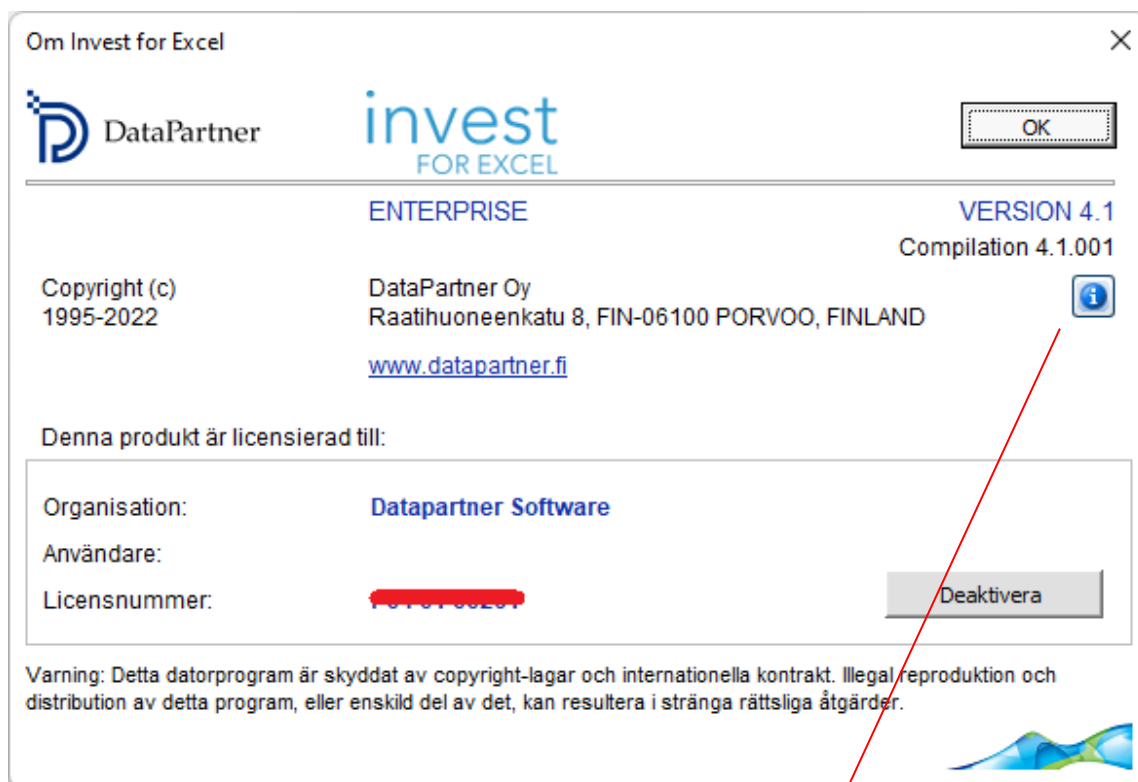 Om Invest for Excel
DataPartner
invest
FOR EXCEL
OK
ENTERPRISE
VERSION 4.1
Compilation 4.1.001
Copyright (c)
1995-2022
DataPartner Oy
Raatihuoneenkatu 8, FIN-06100 PORVOO, FINLAND
www.datapartner.fi
Denna produkt är licensierad till:
Organisation:
Datapartner Software
Användare:
Licensnummer:
Deaktivera
Varning: Detta datorprogram är skyddat av copyright-lagar och internationella kontrakt. Illegal reproduktion och
distribution av detta program, eller enskild del av det, kan resultera i stränga rättsliga åtgärder.